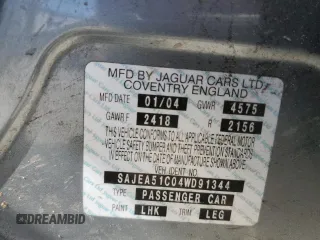 MFD BY JAGUAR CARS LTD
COVENTRY ENGLAND
MFD DATE 01/04 GVWR 4575
GAWR F 2418 R 2156
VEHICLE CONFORMS TO ALL APPLICABLE FEDERAL MOTOR
VEHICLE SAFETY, BUMPER AND THEFT PREVENTION
STANDARDS IN EFFECT ON THE DATE OF
MANUFACTURE SHOWN ABOVE.
VEH. IDENT No
SAJEA51C04WD91344
TYPE PASSENGER CAR
PAINT LHK TRIM LEG
DREAMBID